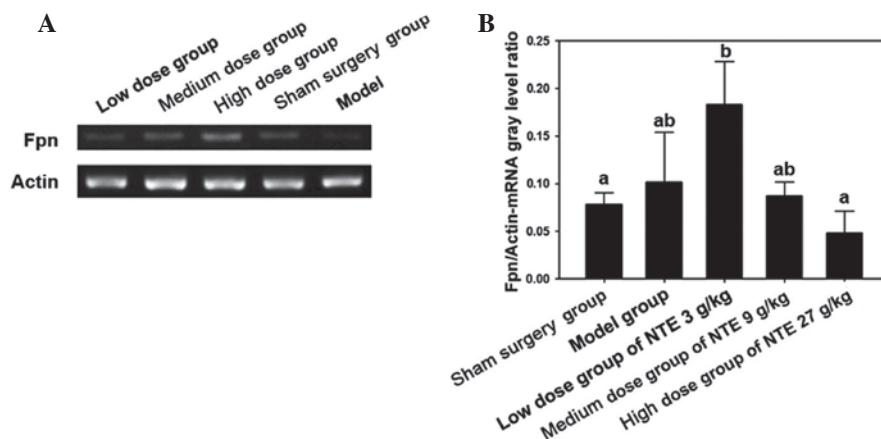 A
Low dose group
Medium dose group
High dose group
Sham surgery group
Model
Fpn
Actin
B
Fpn/Actin-mRNA gray level ratio
0.25
0.20
0.15
0.10
0.05
0.00
a
ab
b
ab
a
Sham surgery group
Model group
Low dose group of NTE 3 g/kg
Medium dose group of NTE 9 g/kg
High dose group of NTE 27 g/kg